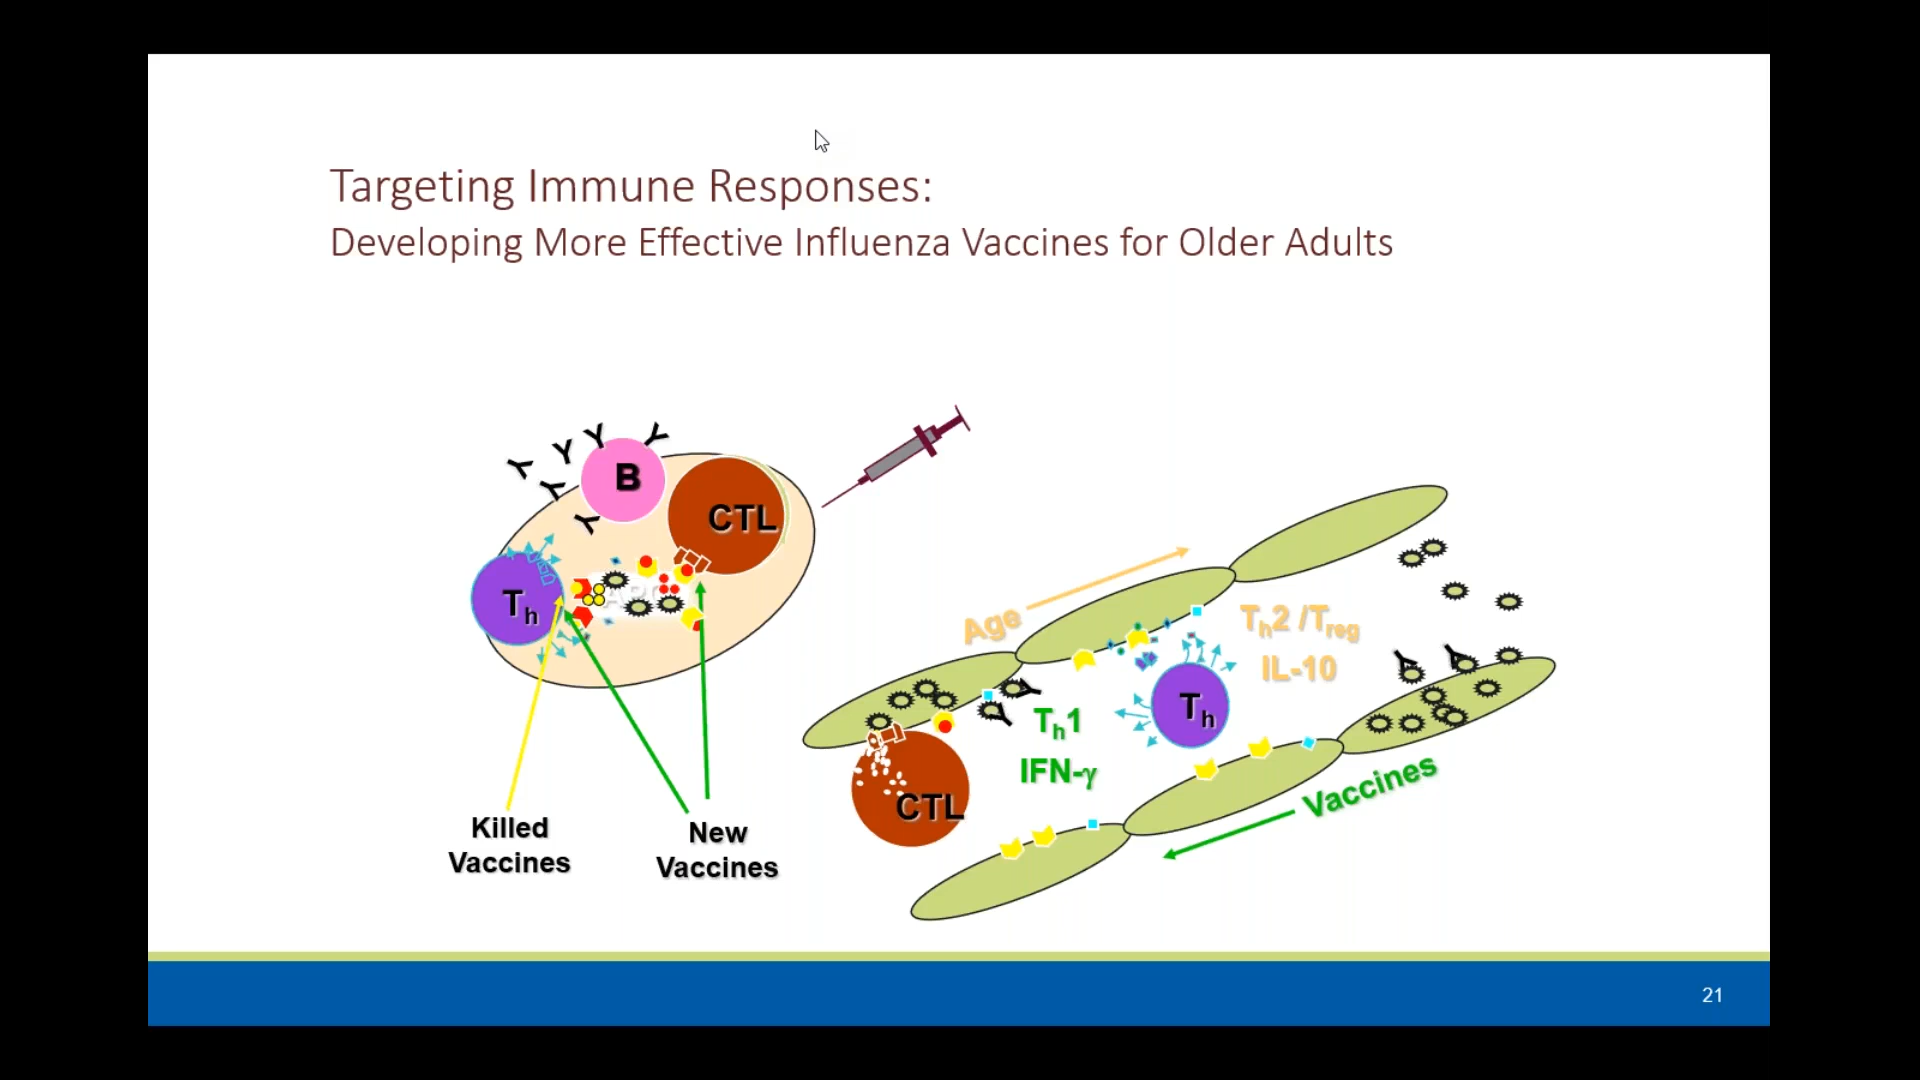 Targeting Immune Responses:
Developing More Effective Influenza Vaccines for Older Adults
B
CTL
Th
APC
Killed
Vaccines
New
Vaccines
Age
Th2 /Treg
IL-10
Th1
IFN-γ
Th
CTL
Vaccines
21